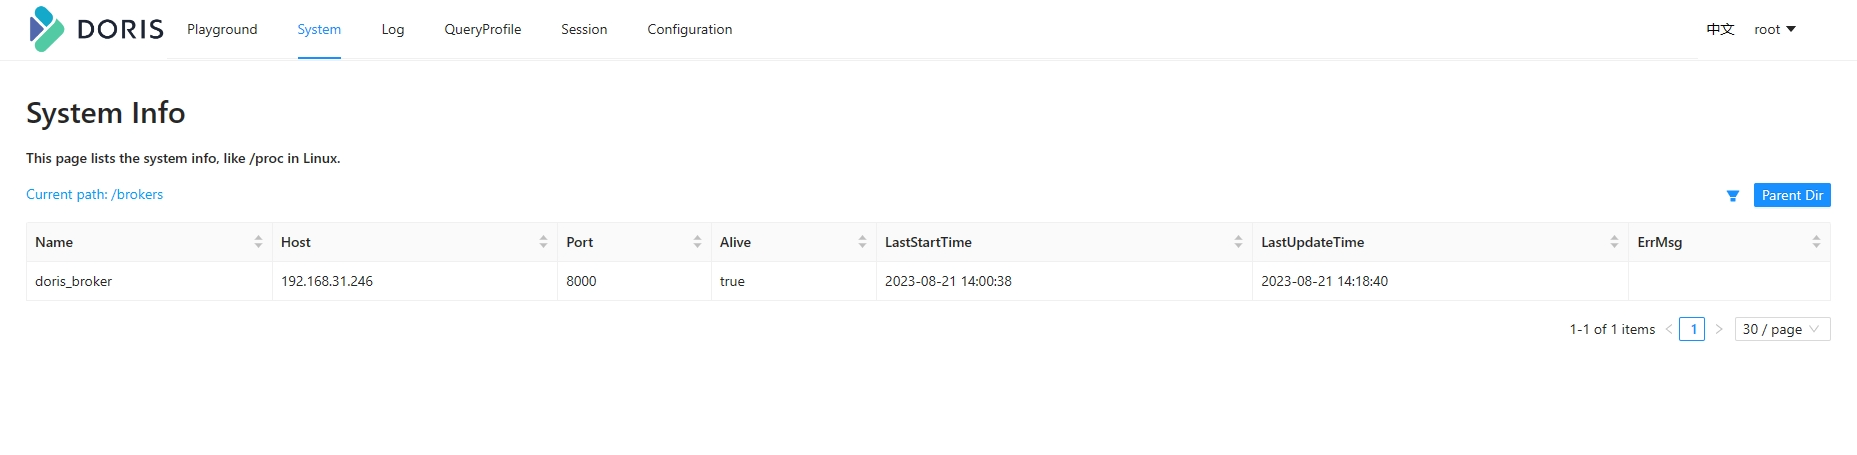 DORIS Playground System Log QueryProfile Session Configuration 中文 root
System Info
This page lists the system info, like /proc in Linux.
Current path: /brokers Parent Dir
Name Host Port Alive LastStartTime LastUpdateTime ErrMsg
doris_broker 192.168.31.246 8000 true 2023-08-21 14:00:38 2023-08-21 14:18:40
1-1 of 1 items < 1 > 30 / page